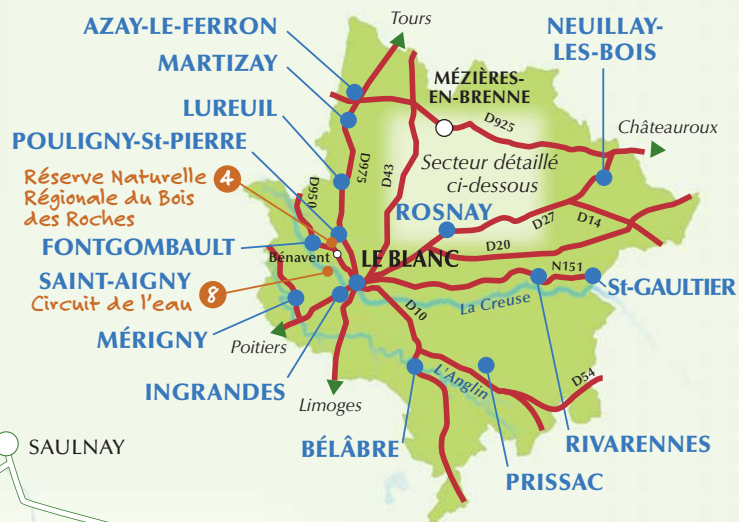 AZAY-LE-FERRON
Tours
NEUILLAY-
LES-BOIS
MARTIZAY
MÉZIÈRES-
EN-BRENNE
LUREUIL
D925
Châteauroux
POULIGNY-St-PIERRE
D975
D43
Secteur détaillé
ci-dessous
Réserve Naturelle 4
Régionale du Bois
des Roches
D950
ROSNAY
D27
D14
FONTGOMBAULT
Bénavent
LE BLANC
D20
SAINT-AIGNY
Circuit de l'eau 8
N151
St-GAULTIER
La Creuse
D10
MÉRIGNY
Poitiers
INGRANDES
Limoges
L'Anglin
D54
BÉLÂBRE
RIVARENNES
PRISSAC
SAULNAY